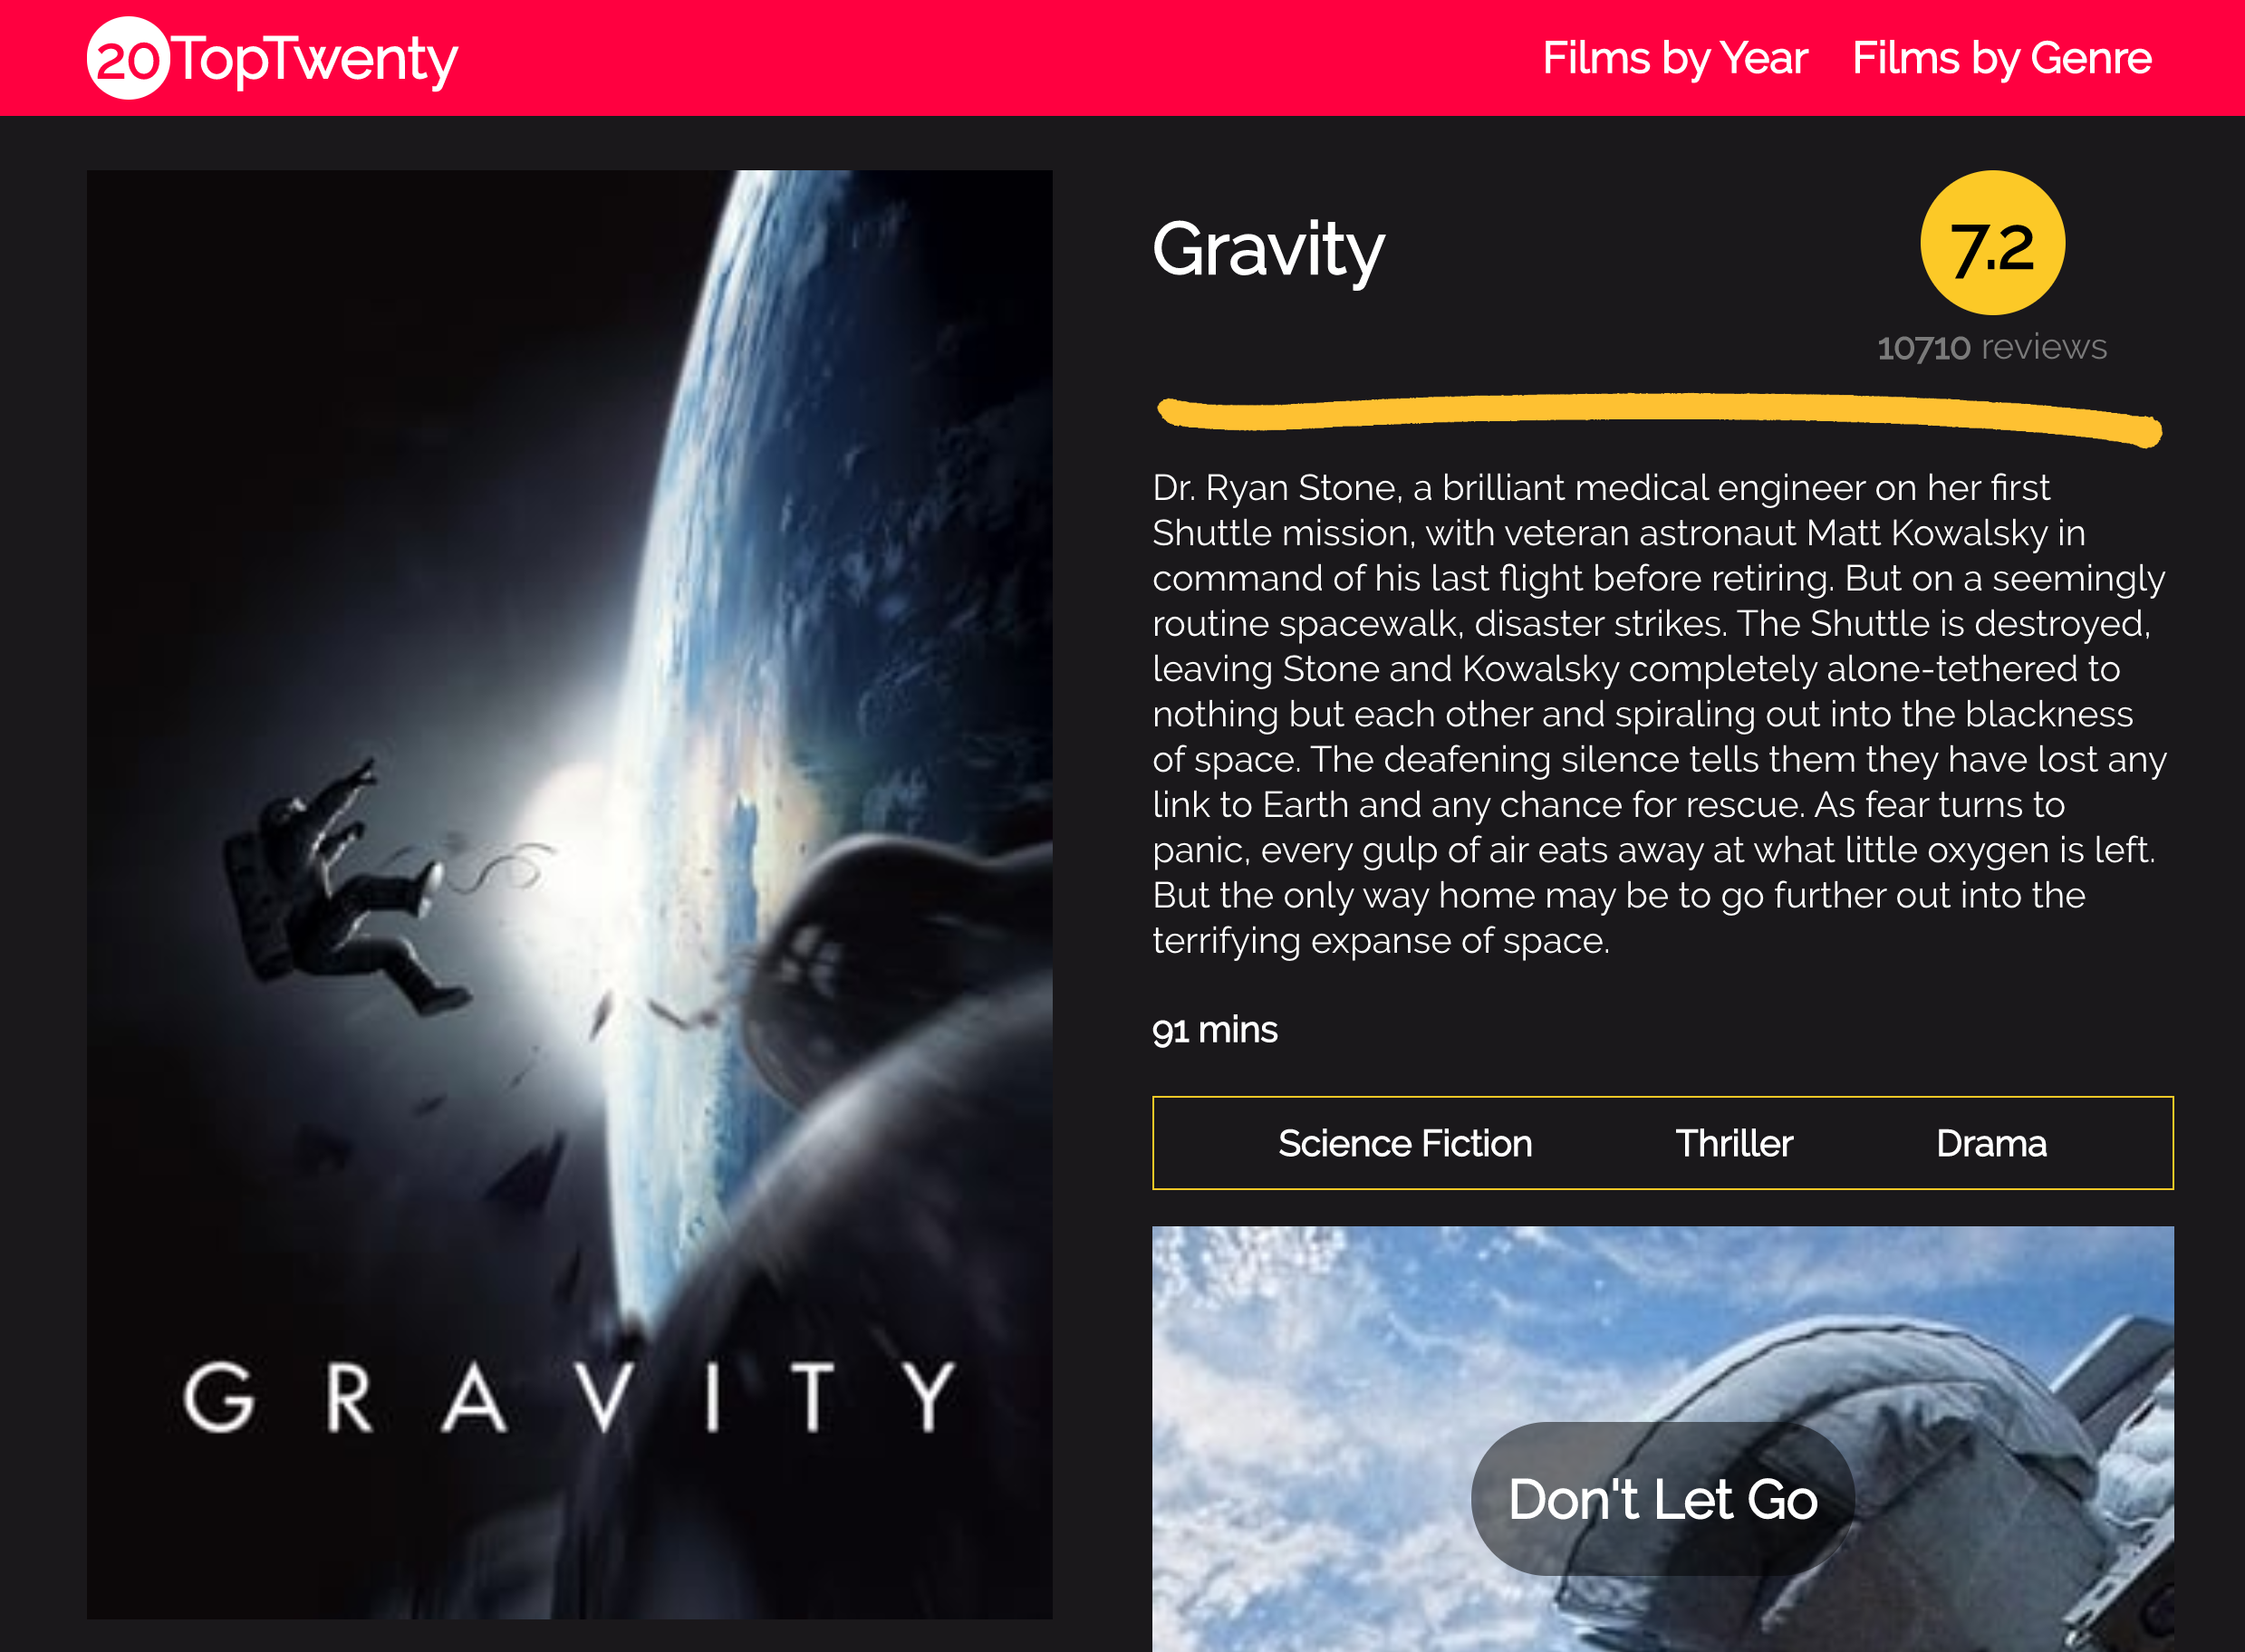 20TopTwenty
Films by Year
Films by Genre
GRAVITY
Gravity
7.2
10710 reviews
Dr. Ryan Stone, a brilliant medical engineer on her first
Shuttle mission, with veteran astronaut Matt Kowalsky in
command of his last flight before retiring. But on a seemingly
routine spacewalk, disaster strikes. The Shuttle is destroyed,
leaving Stone and Kowalsky completely alone-tethered to
nothing but each other and spiraling out into the blackness
of space. The deafening silence tells them they have lost any
link to Earth and any chance for rescue. As fear turns to
panic, every gulp of air eats away at what little oxygen is left.
But the only way home may be to go further out into the
terrifying expanse of space.
91 mins
Science Fiction
Thriller
Drama
Don't Let Go